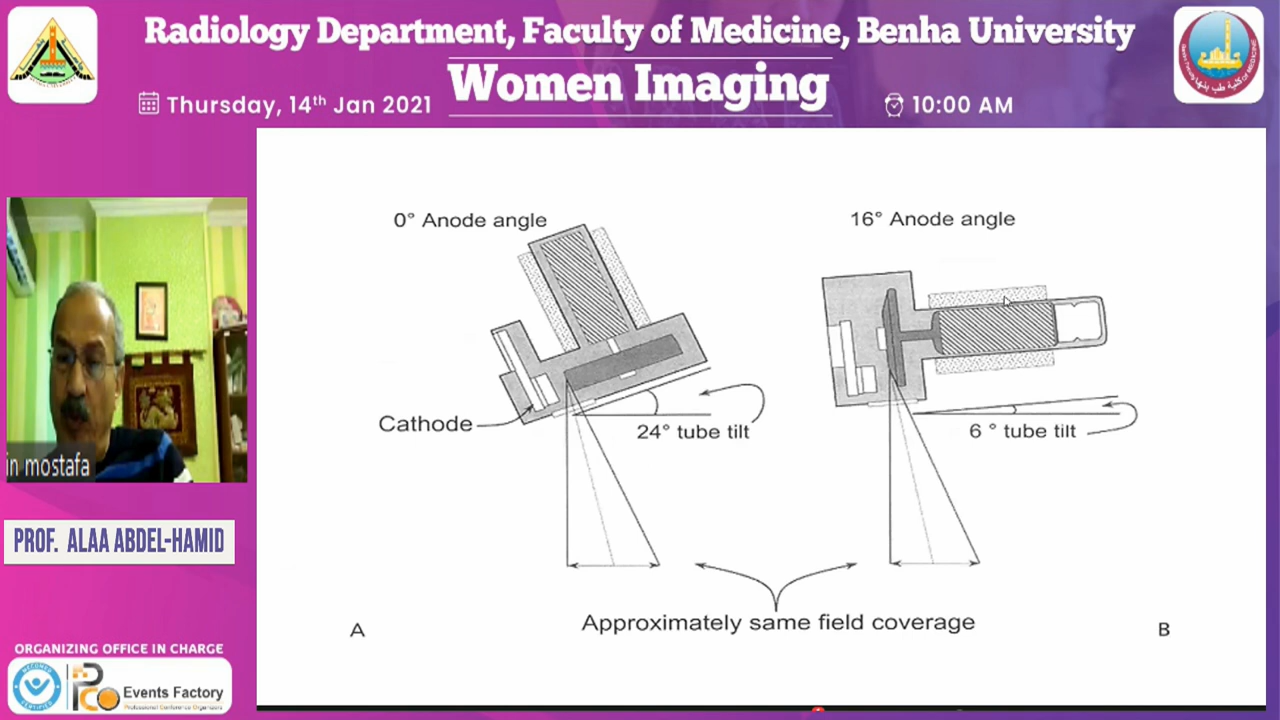 Radiology Department, Faculty of Medicine, Benha University
Women Imaging
Thursday, 14th Jan 2021
10:00 AM
0° Anode angle
16° Anode angle
Cathode
24° tube tilt
6 ° tube tilt
Approximately same field coverage
A
B
in mostafa
PROF. ALAA ABDEL-HAMID
ORGANIZING OFFICE IN CHARGE
PCO Events Factory
Professional Conference Organizers